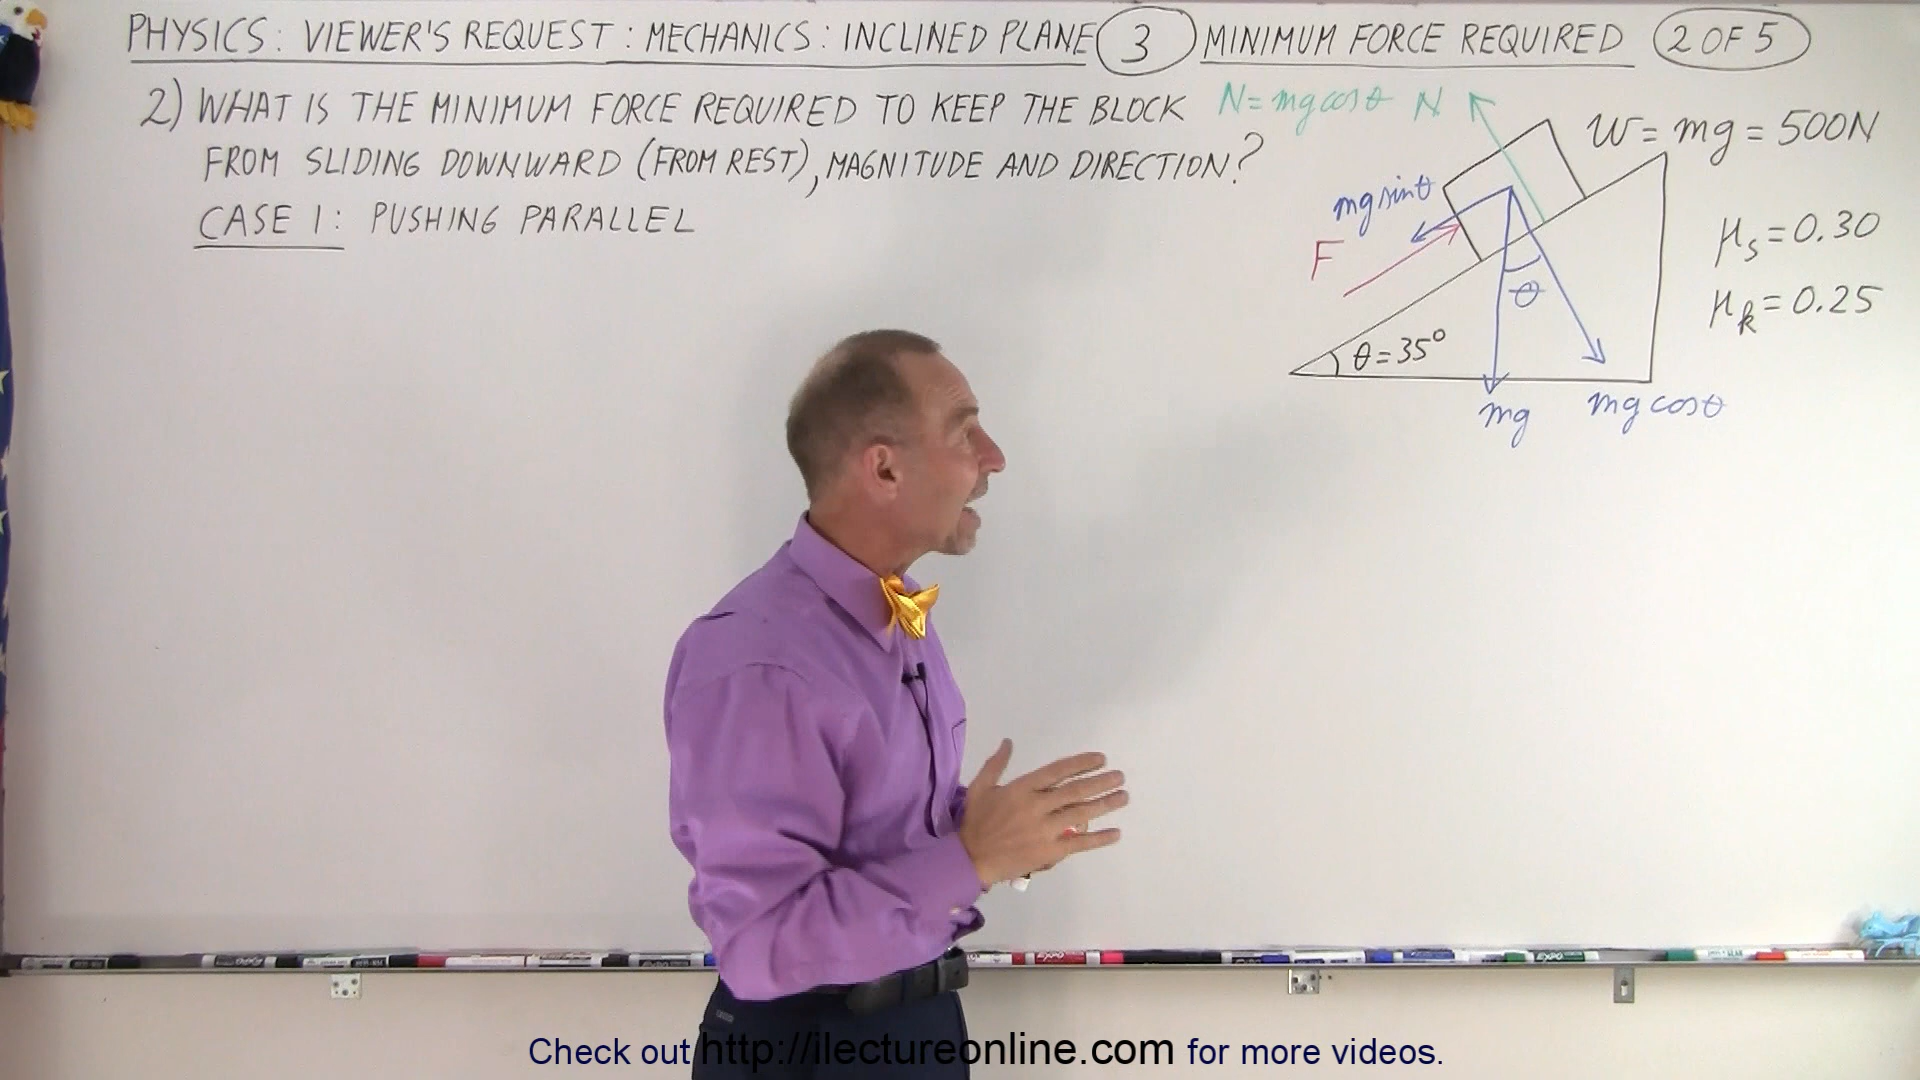 PHYSICS: VIEWER'S REQUEST: MECHANICS: INCLINED PLANE 3 MINIMUM FORCE REQUIRED 2 OF 5
2) WHAT IS THE MINIMUM FORCE REQUIRED TO KEEP THE BLOCK
FROM SLIDING DOWNWARD (FROM REST), MAGNITUDE AND DIRECTION?
CASE 1: PUSHING PARALLEL
N = mg cos θ N
W = mg = 500N
mg sin θ
F
μs = 0.30
θ
μk = 0.25
θ = 35°
mg
mg cos θ
Check out http://ilectureonline.com for more videos.